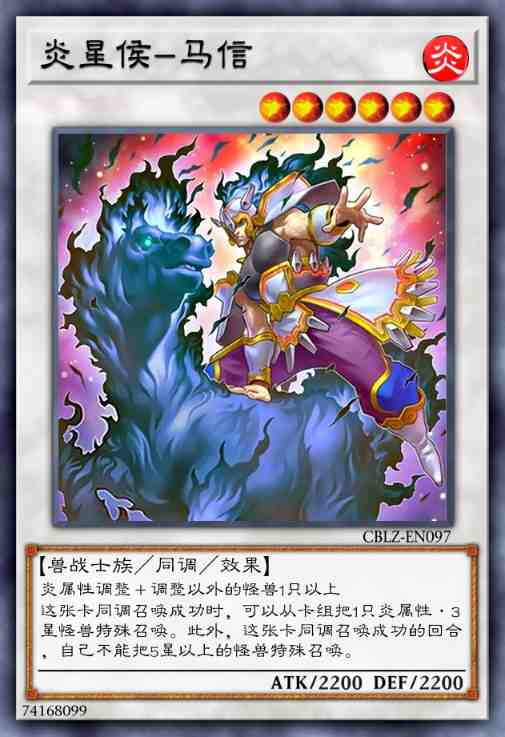 炎星侯-马信
炎
CBLZ-EN097
【兽战士族／同调／效果】
炎属性调整＋调整以外的怪兽1只以上
这张卡同调召唤成功时，可以从卡组把1只炎属性·3
星怪兽特殊召唤。此外，这张卡同调召唤成功的回合
，自己不能把5星以上的怪兽特殊召唤。
ATK/2200 DEF/2200
74168099